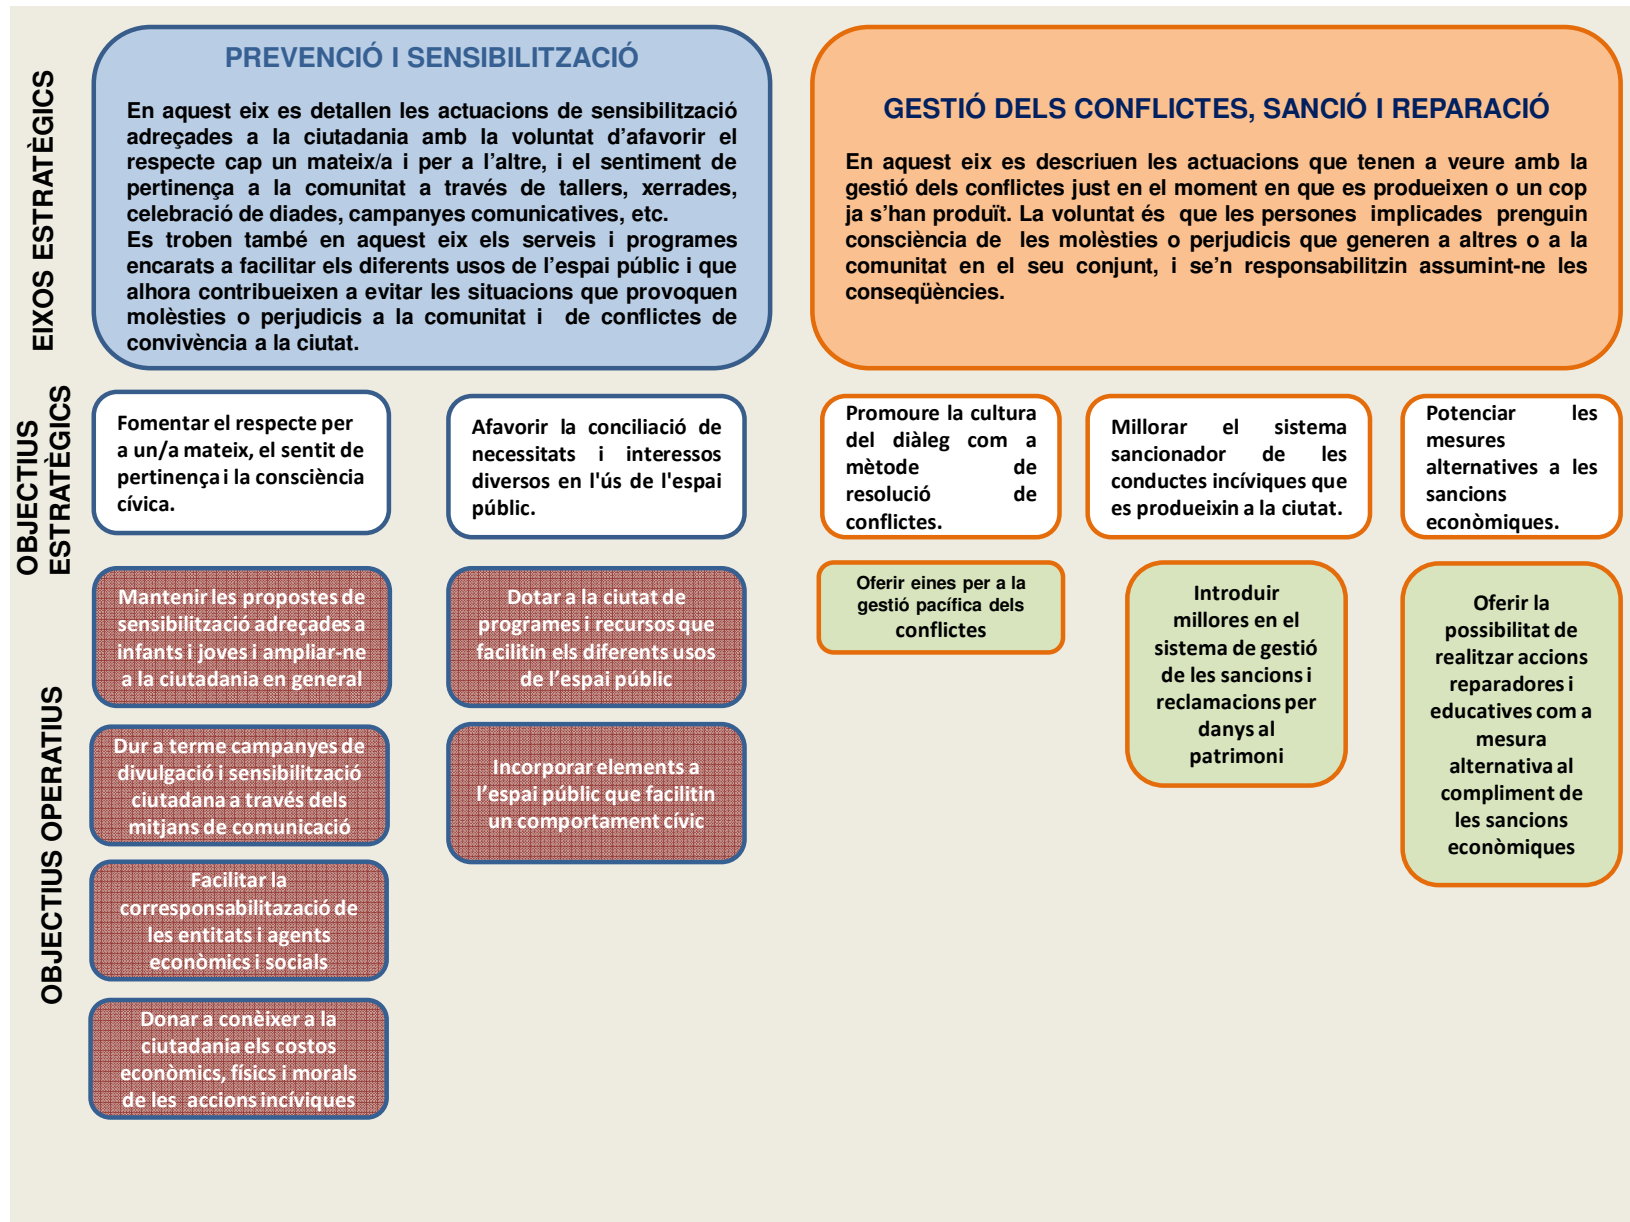 EIXOS ESTRATÈGICS
PREVENCIÓ I SENSIBILITZACIÓ
En aquest eix es detallen les actuacions de sensibilització
adreçades a la ciutadania amb la voluntat d'afavorir el
respecte cap un mateix/a i per a l'altre, i el sentiment de
pertinença a la comunitat a través de tallers, xerrades,
celebració de diades, campanyes comunicatives, etc.
Es troben també en aquest eix els serveis i programes
encarats a facilitar els diferents usos de l'espai públic i que
alhora contribueixen a evitar les situacions que provoquen
molèsties o perjudicis a la comunitat i de conflictes de
convivència a la ciutat.
GESTIÓ DELS CONFLICTES, SANCIÓ I REPARACIÓ
En aquest eix es descriuen les actuacions que tenen a veure amb la
gestió dels conflictes just en el moment en que es produeixen o un cop
ja s'han produït. La voluntat és que les persones implicades prenguin
consciència de les molèsties o perjudicis que generen a altres o a la
comunitat en el seu conjunt, i se'n responsabilitzin assumint-ne les
conseqüències.
OBJECTIUS
ESTRATÈGICS
Fomentar el respecte per
a un/a mateix, el sentit de
pertinença i la consciència
cívica.
Afavorir la conciliació de
necessitats i interessos
diversos en l'ús de l'espai
públic.
Promoure la cultura
del diàleg com a
mètode de
resolució de
conflictes.
Millorar el sistema
sancionador de les
conductes incíviques que
es produeixin a la ciutat.
Potenciar les
mesures
alternatives a les
sancions
econòmiques.
OBJECTIUS OPERATIUS
Mantenir les propostes de
sensibilització adreçades a
infants i joves i ampliar-ne
a la ciutadania en general
Dur a terme campanyes de
divulgació i sensibilització
ciutadana a través dels
mitjans de comunicació
Facilitar la
corresponsabilitazació de
les entitats i agents
econòmics i socials
Donar a conèixer a la
ciutadania els costos
econòmics, físics i morals
de les accions incíviques
Dotar a la ciutat de
programes i recursos que
facilitin els diferents usos
de l'espai públic
Incorporar elements a
l'espai públic que facilitin
un comportament cívic
Oferir eines per a la
gestió pacífica dels
conflictes
Introduir
millores en el
sistema de gestió
de les sancions i
reclamacions per
danys al
patrimoni
Oferir la
possibilitat de
realitzar accions
reparadores i
educatives com a
mesura
alternativa al
compliment de
les sancions
econòmiques